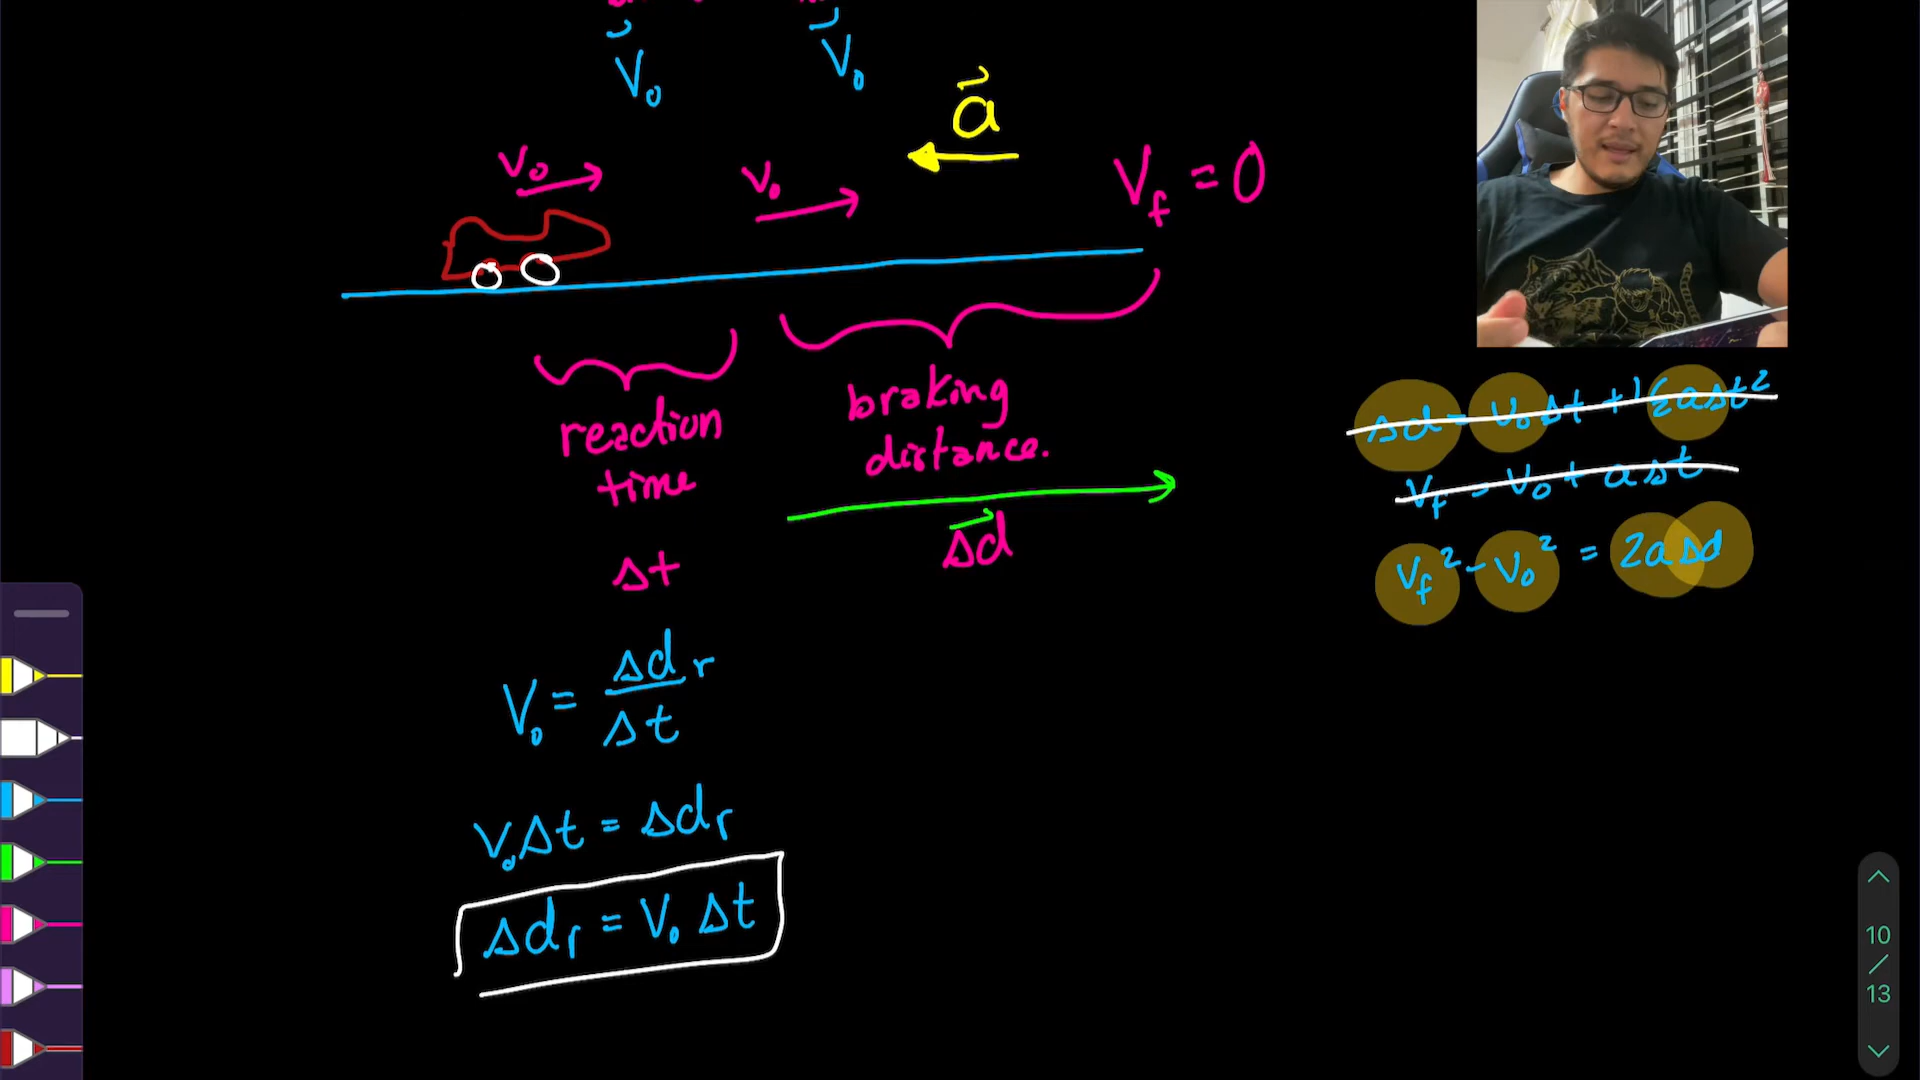 V₀ V₀
a⃗
V₀ V₀ V_f = 0
reaction
time
Δt
braking
distance.
Δd⃗
V₀ = Δd_r / Δt
V₀Δt = Δd_r
Δd_r = V₀ Δt
Δd = V₀Δt + 1/2aΔt²
V_f = V₀ + aΔt
V_f² - V₀² = 2aΔd
10
/
13